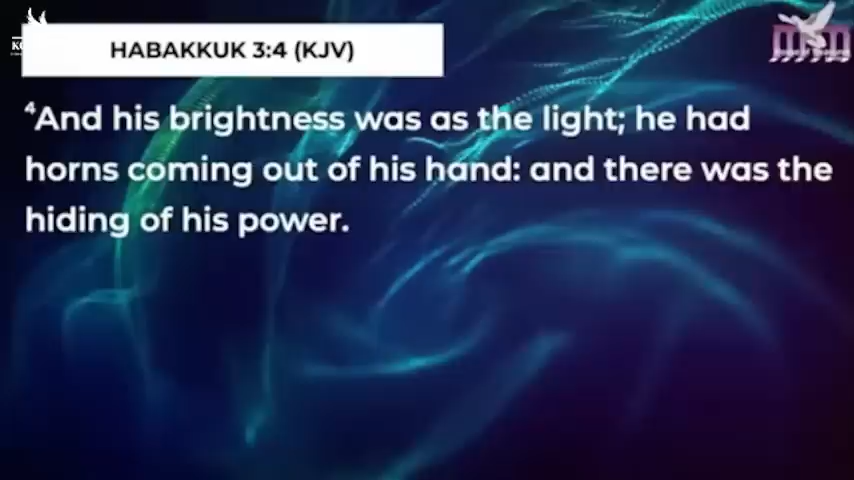 HABAKKUK 3:4 (KJV)
⁴And his brightness was as the light; he had
horns coming out of his hand: and there was the
hiding of his power.